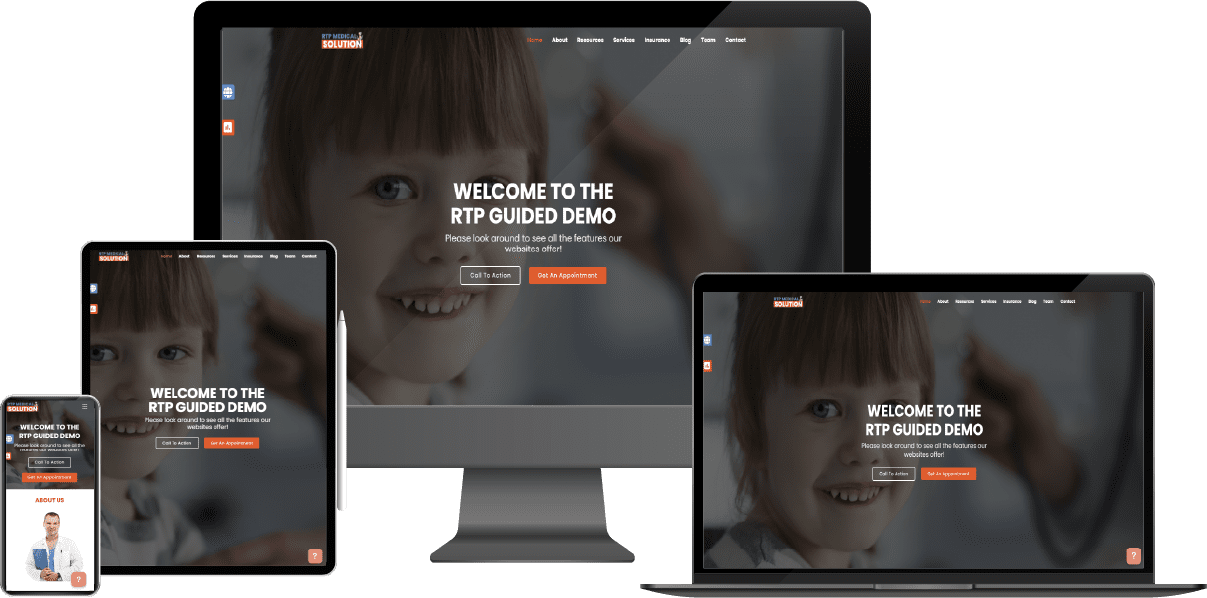 RTP MEDICAL
SOLUTION
Home About Resources Services Insurance Blog Team Contact
WELCOME TO THE
RTP GUIDED DEMO
Please look around to see all the features our
websites offer!
Call To Action Get An Appointment
RTP MEDICAL
SOLUTION
Home About Resources Services Insurance Blog Team Contact
WELCOME TO THE
RTP GUIDED DEMO
Please look around to see all the features our
websites offer!
Call To Action Get An Appointment
?
RTP MEDICAL
SOLUTION
WELCOME TO THE
RTP GUIDED DEMO
Please look around to see all the
features our websites offer!
Call To Action
Get An Appointment
ABOUT US
?
RTP MEDICAL
SOLUTION
Home About Resources Services Insurance Blog Team Contact
WELCOME TO THE
RTP GUIDED DEMO
Please look around to see all the features our
websites offer!
Call To Action Get An Appointment
?